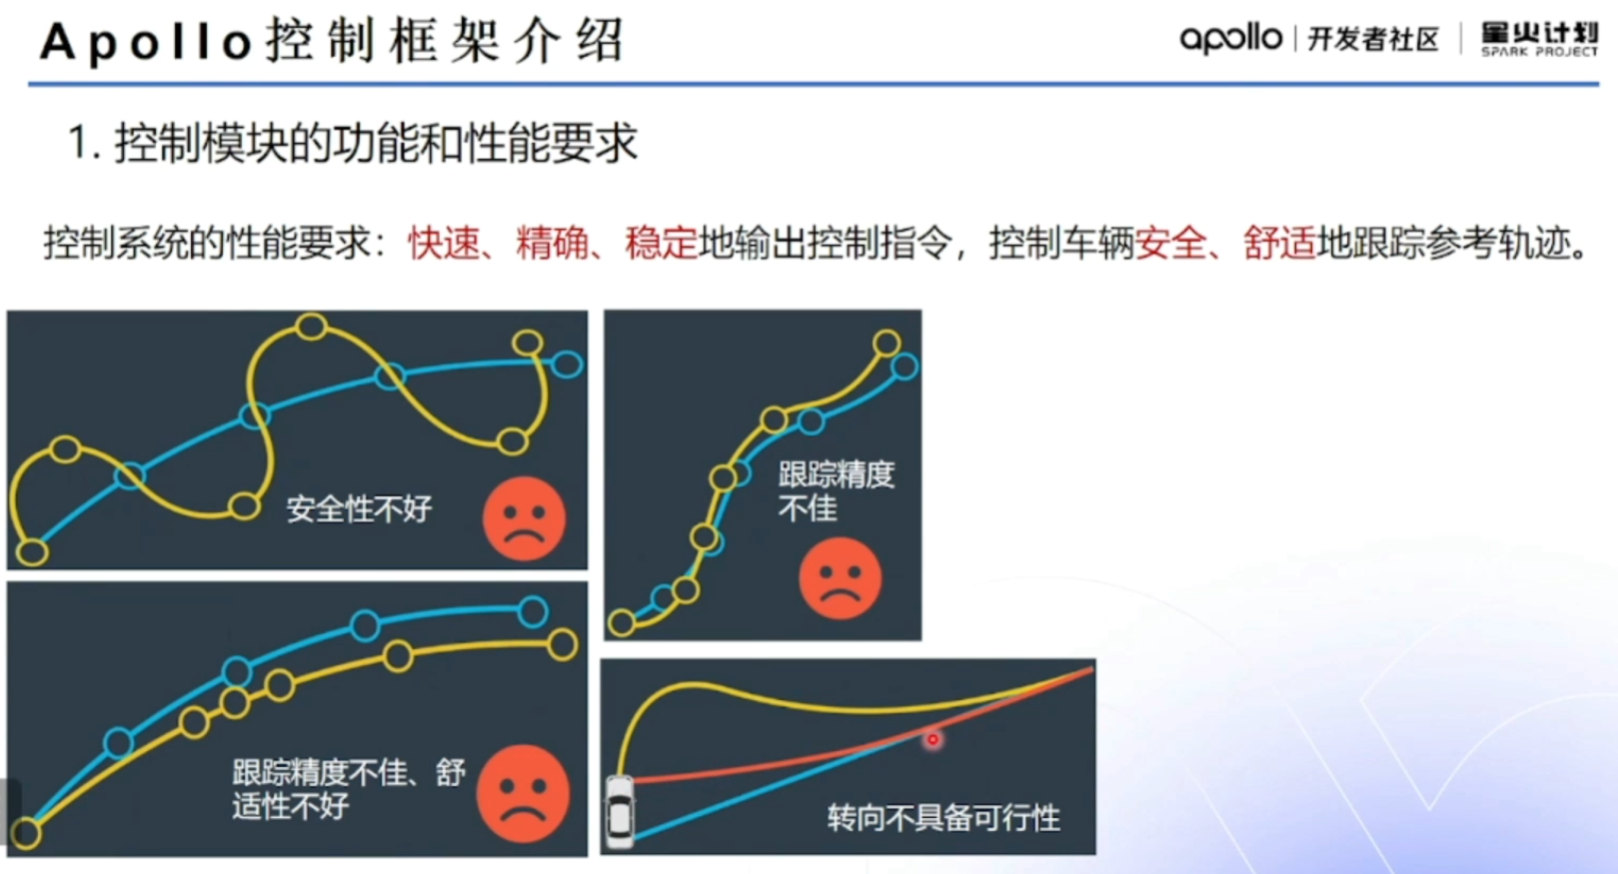 Apollo控制框架介绍
apollo 开发者社区 星火计划
SPARK PROJECT
1. 控制模块的功能和性能要求
控制系统的性能要求：快速、精确、稳定地输出控制指令，控制车辆安全、舒适地跟踪参考轨迹。
安全性不好
跟踪精度
不佳
跟踪精度不佳、舒
适性不好
转向不具备可行性